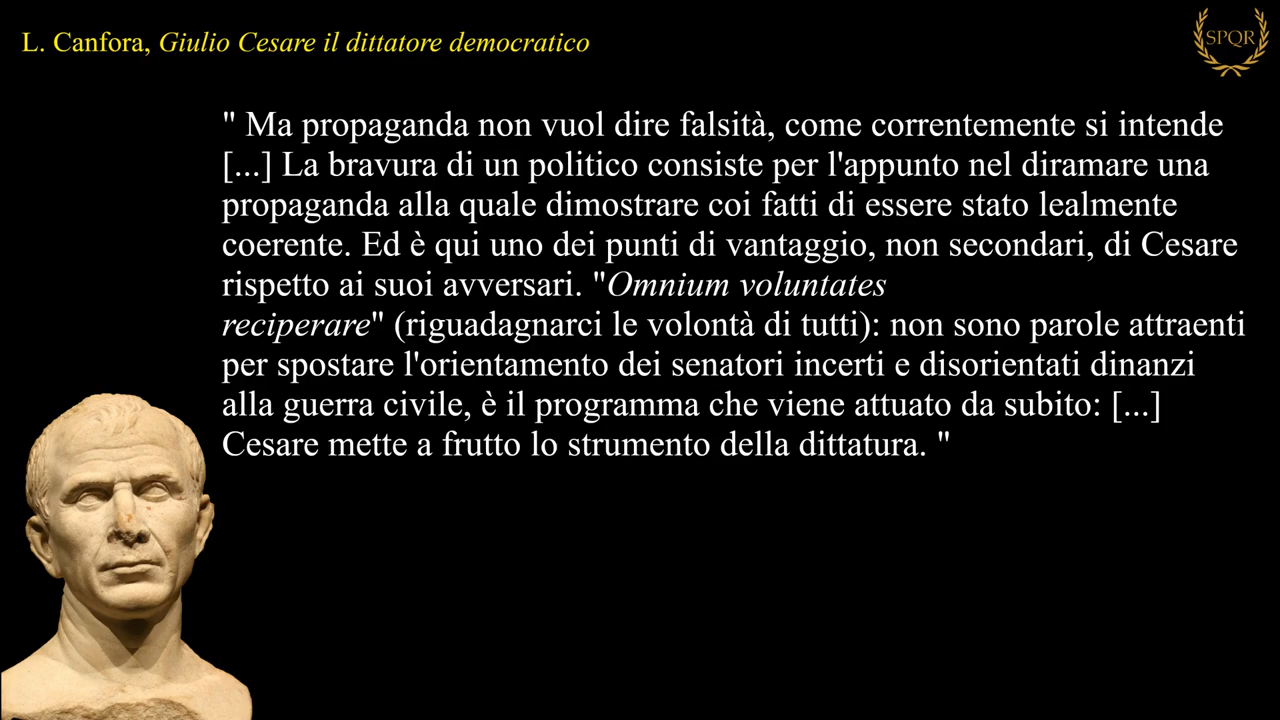 L. Canfora, Giulio Cesare il dittatore democratico
SPQR
" Ma propaganda non vuol dire falsità, come correntemente si intende
[...] La bravura di un politico consiste per l'appunto nel diramare una
propaganda alla quale dimostrare coi fatti di essere stato lealmente
coerente. Ed è qui uno dei punti di vantaggio, non secondari, di Cesare
rispetto ai suoi avversari. "Omnium voluntates
reciperare" (riguadagnarci le volontà di tutti): non sono parole attraenti
per spostare l'orientamento dei senatori incerti e disorientati dinanzi
alla guerra civile, è il programma che viene attuato da subito: [...]
Cesare mette a frutto lo strumento della dittatura. "